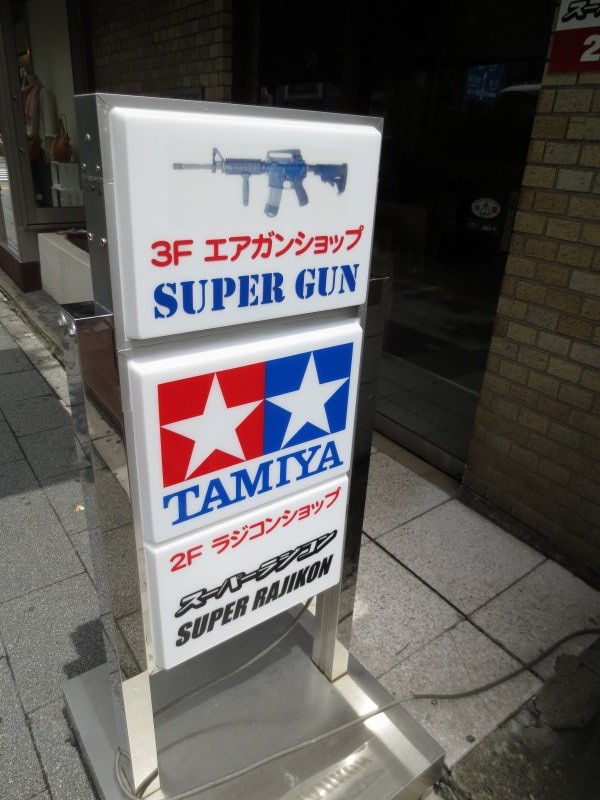 3F エアガンショップ
SUPER GUN
TAMIYA
2F ラジコンショップ
スーパーラジコン
SUPER RAJIKON